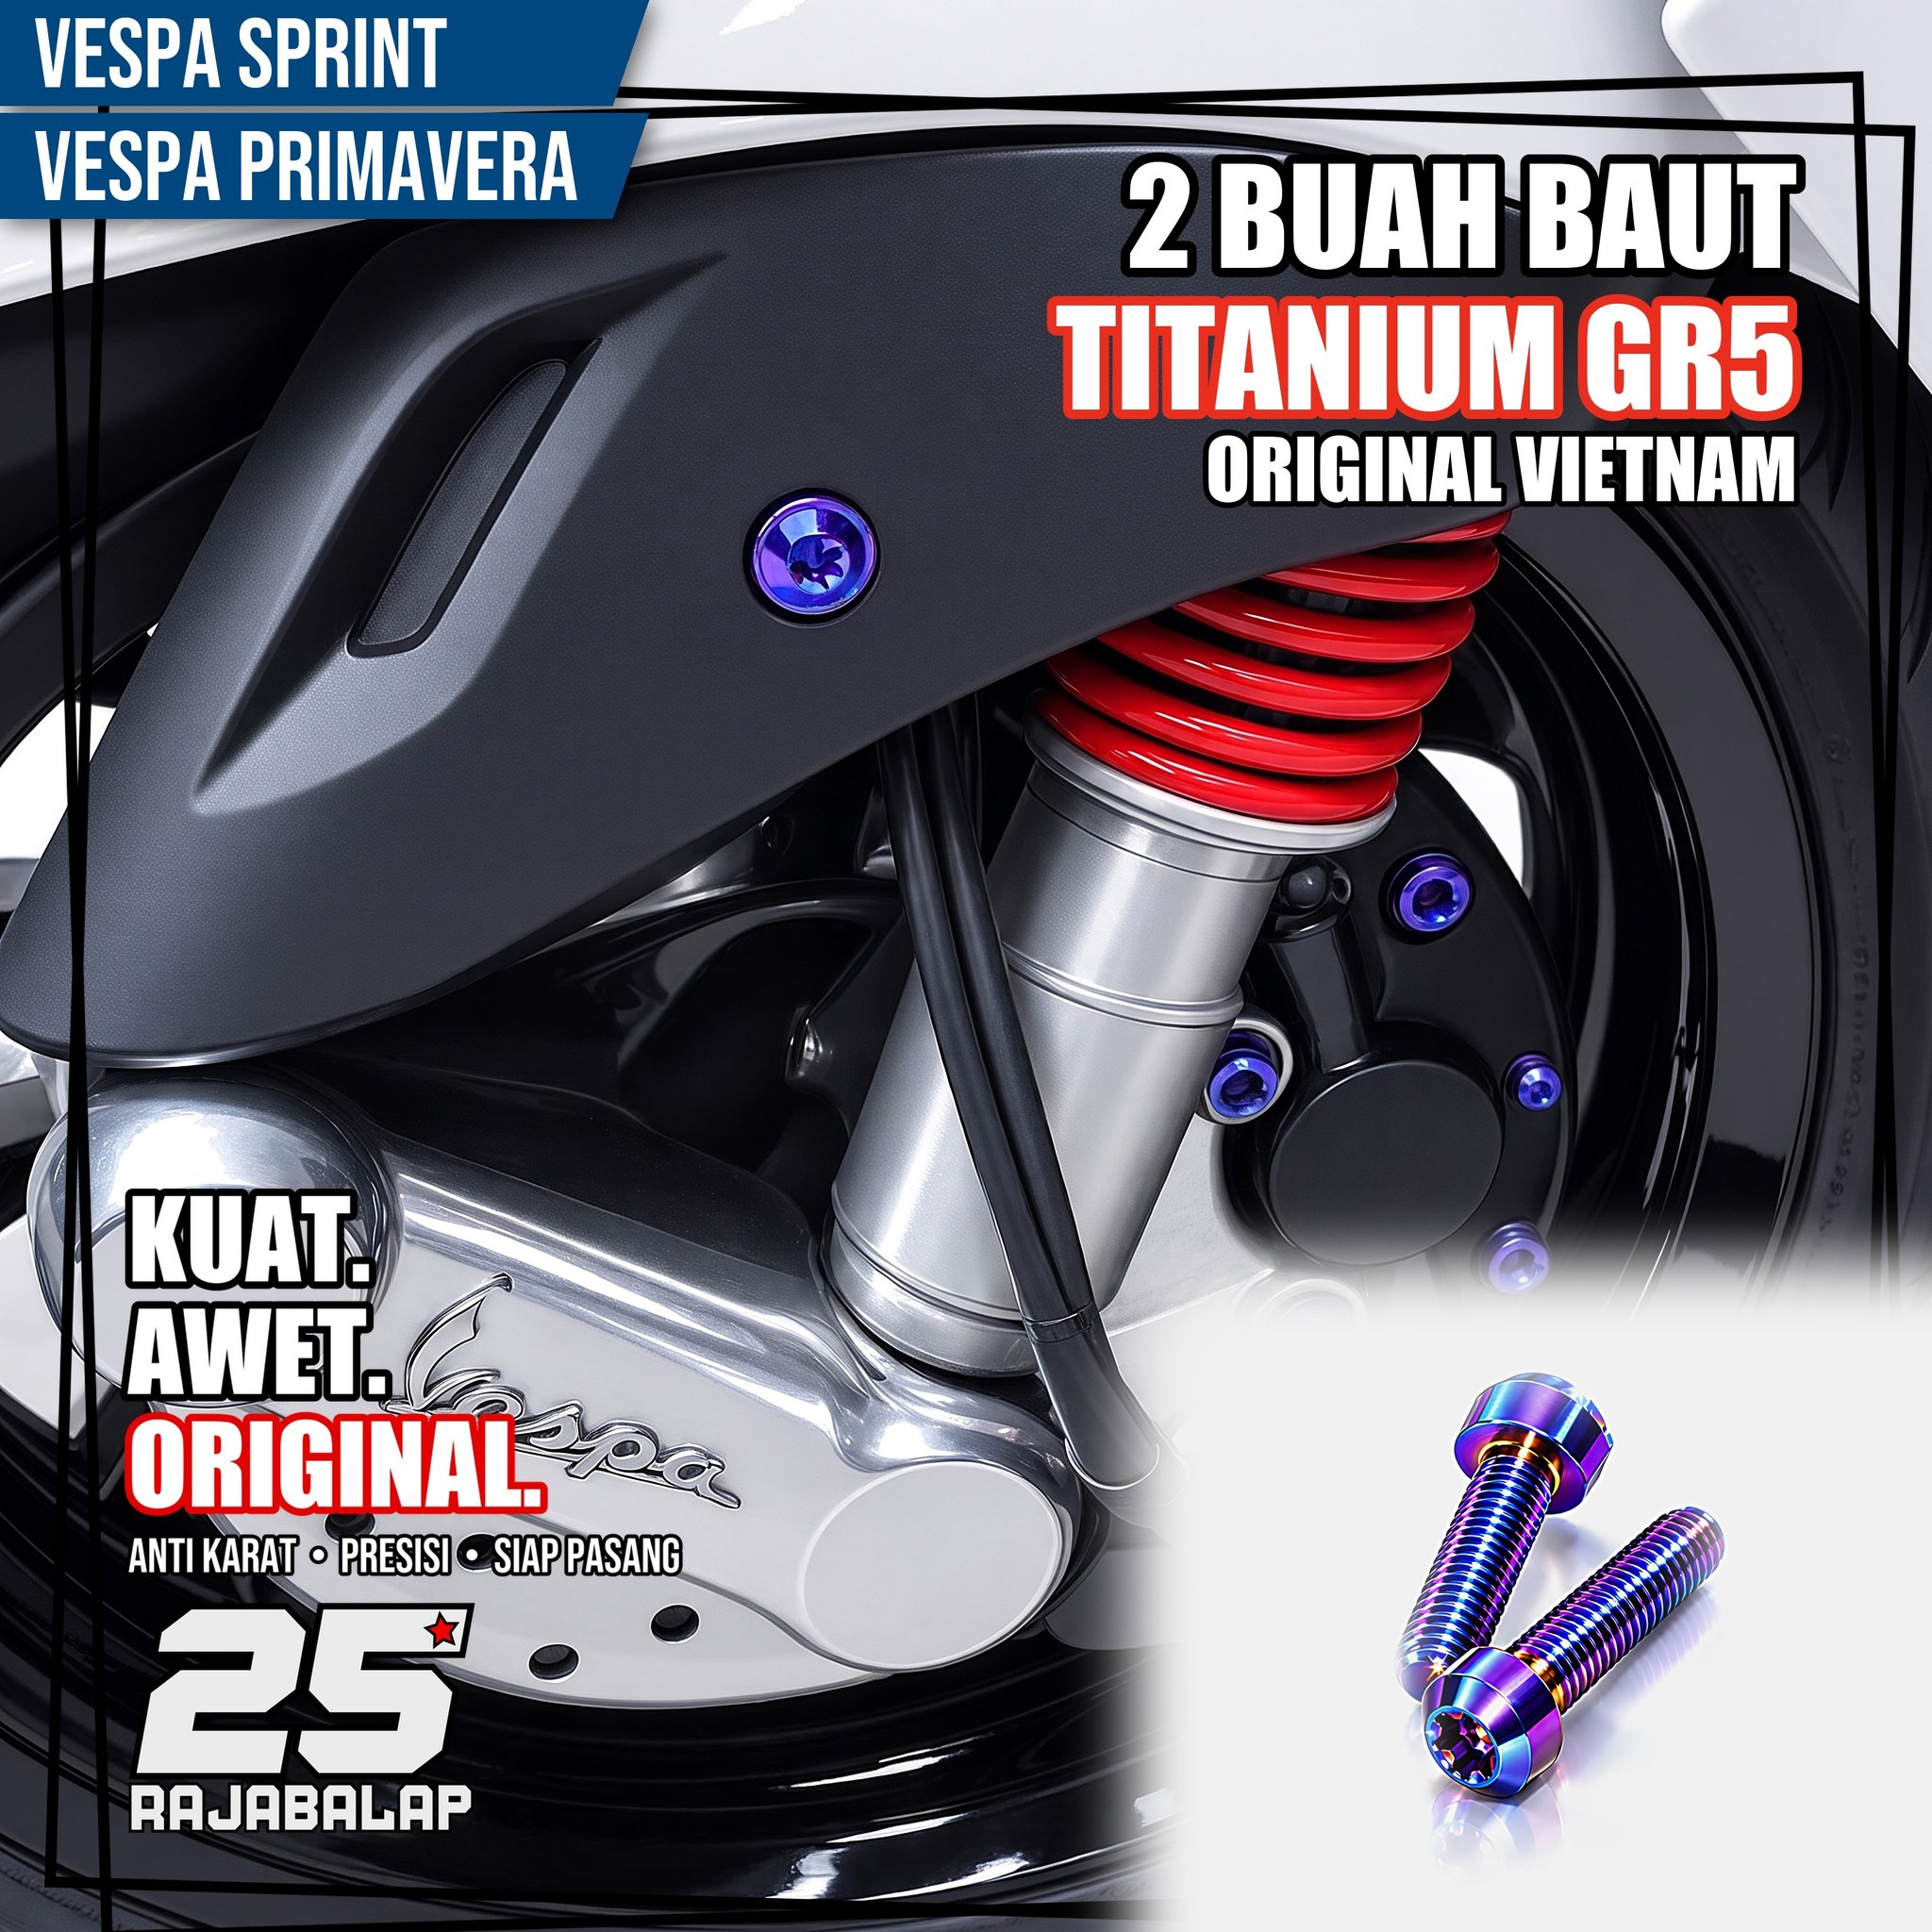 VESPA SPRINT
VESPA PRIMAVERA
2 BUAH BAUT
TITANIUM GR5
ORIGINAL VIETNAM
KUAT.
AWET.
ORIGINAL.
Vespa
ANTI KARAT • PRESISI • SIAP PASANG
25
RAJABALAP